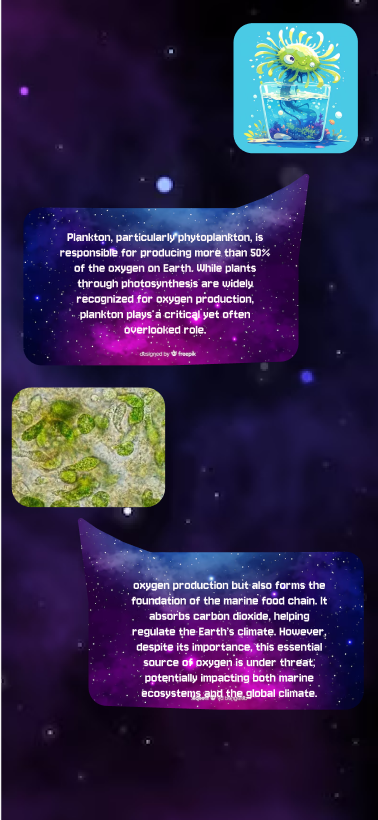 Plankton, particularly phytoplankton, is
responsible for producing more than 50%
of the oxygen on Earth. While plants
through photosynthesis are widely
recognized for oxygen production,
plankton plays a critical yet often
overlooked role.
designed by freepik
oxygen production but also forms the
foundation of the marine food chain. It
absorbs carbon dioxide, helping
regulate the Earth's climate. However,
despite its importance, this essential
source of oxygen is under threat,
potentially impacting both marine
ecosystems and the global climate.